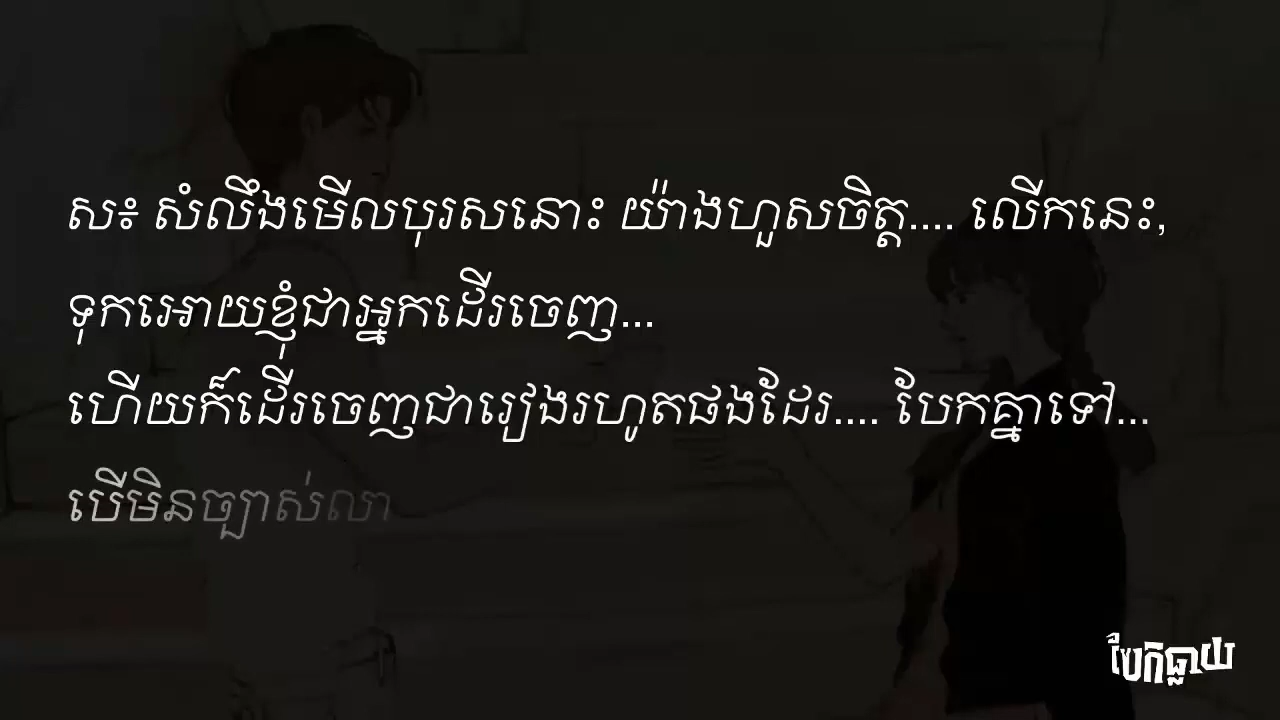 ស៖ សំលឹងមើលបុរសនោះ យ៉ាងហួសចិត្ត.... លើកនេះ,
ទុកអោយខ្ញុំជាអ្នកដើរចេញ...
ហើយក៏ដើរចេញជារៀងរហូតផងដែរ.... បែកគ្នាទៅ...
បើមិនច្បាស់លា
បែកធ្លាយ